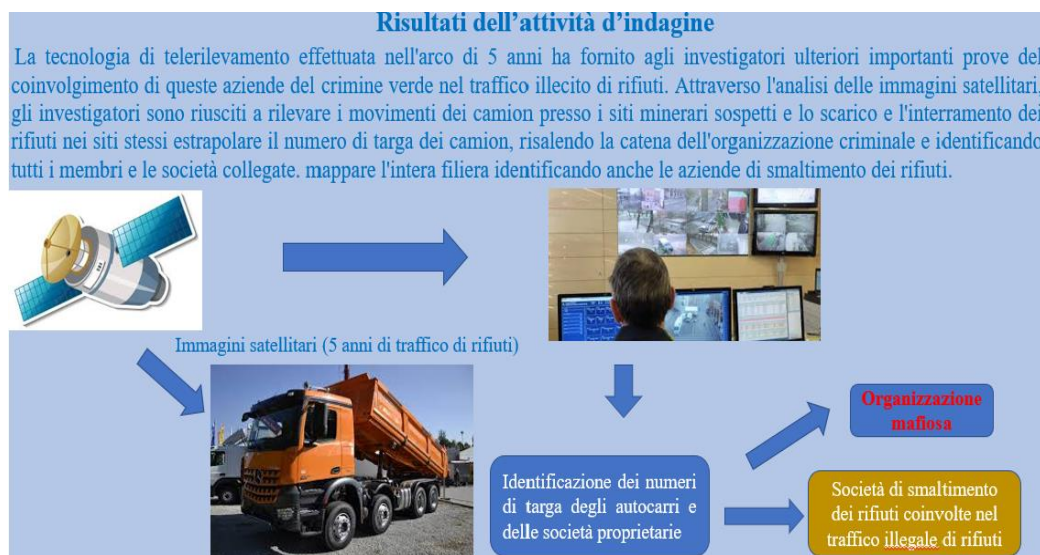 Risultati dell’attività d’indagine
La tecnologia di telerilevamento effettuata nell'arco di 5 anni ha fornito agli investigatori ulteriori importanti prove del
coinvolgimento di queste aziende del crimine verde nel traffico illecito di rifiuti. Attraverso l'analisi delle immagini satellitari,
gli investigatori sono riusciti a rilevare i movimenti dei camion presso i siti minerari sospetti e lo scarico e l'interramento dei
rifiuti nei siti stessi estrapolare il numero di targa dei camion, risalendo la catena dell'organizzazione criminale e identificando
tutti i membri e le società collegate. mappare l'intera filiera identificando anche le aziende di smaltimento dei rifiuti.
Immagini satellitari (5 anni di traffico di rifiuti)
Organizzazione
mafiosa
Identificazione dei numeri
di targa degli autocarri e
delle società proprietarie
Società di smaltimento
dei rifiuti coinvolte nel
traffico illegale di rifiuti